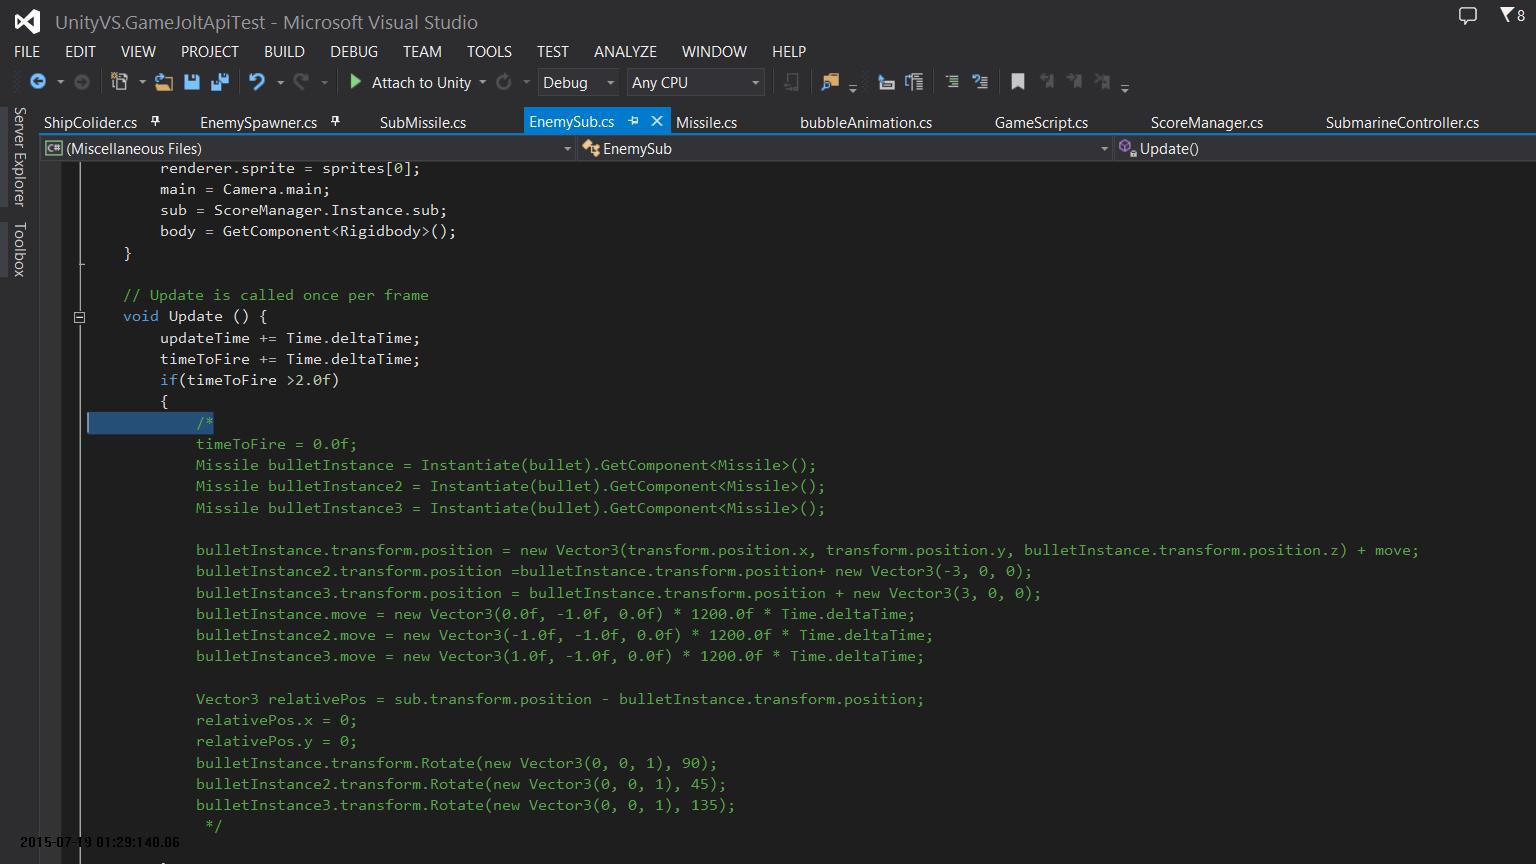 UnityVS.GameJoltApiTest - Microsoft Visual Studio
8
FILE EDIT VIEW PROJECT BUILD DEBUG TEAM TOOLS TEST ANALYZE WINDOW HELP
Attach to Unity Debug Any CPU
Server Explorer
Toolbox
ShipColider.cs EnemySpawner.cs SubMissile.cs EnemySub.cs Missile.cs bubbleAnimation.cs GameScript.cs ScoreManager.cs SubmarineController.cs
C# (Miscellaneous Files) EnemySub Update()
renderer.sprite = sprites[0];
main = Camera.main;
sub = ScoreManager.Instance.sub;
body = GetComponent<Rigidbody>();
}
// Update is called once per frame
void Update () {
updateTime += Time.deltaTime;
timeToFire += Time.deltaTime;
if(timeToFire >2.0f)
{
/*
timeToFire = 0.0f;
Missile bulletInstance = Instantiate(bullet).GetComponent<Missile>();
Missile bulletInstance2 = Instantiate(bullet).GetComponent<Missile>();
Missile bulletInstance3 = Instantiate(bullet).GetComponent<Missile>();
bulletInstance.transform.position = new Vector3(transform.position.x, transform.position.y, bulletInstance.transform.position.z) + move;
bulletInstance2.transform.position =bulletInstance.transform.position+ new Vector3(-3, 0, 0);
bulletInstance3.transform.position = bulletInstance.transform.position + new Vector3(3, 0, 0);
bulletInstance.move = new Vector3(0.0f, -1.0f, 0.0f) * 1200.0f * Time.deltaTime;
bulletInstance2.move = new Vector3(-1.0f, -1.0f, 0.0f) * 1200.0f * Time.deltaTime;
bulletInstance3.move = new Vector3(1.0f, -1.0f, 0.0f) * 1200.0f * Time.deltaTime;
Vector3 relativePos = sub.transform.position - bulletInstance.transform.position;
relativePos.x = 0;
relativePos.y = 0;
bulletInstance.transform.Rotate(new Vector3(0, 0, 1), 90);
bulletInstance2.transform.Rotate(new Vector3(0, 0, 1), 45);
bulletInstance3.transform.Rotate(new Vector3(0, 0, 1), 135);
*/
2015-07-19 01:29:140.06